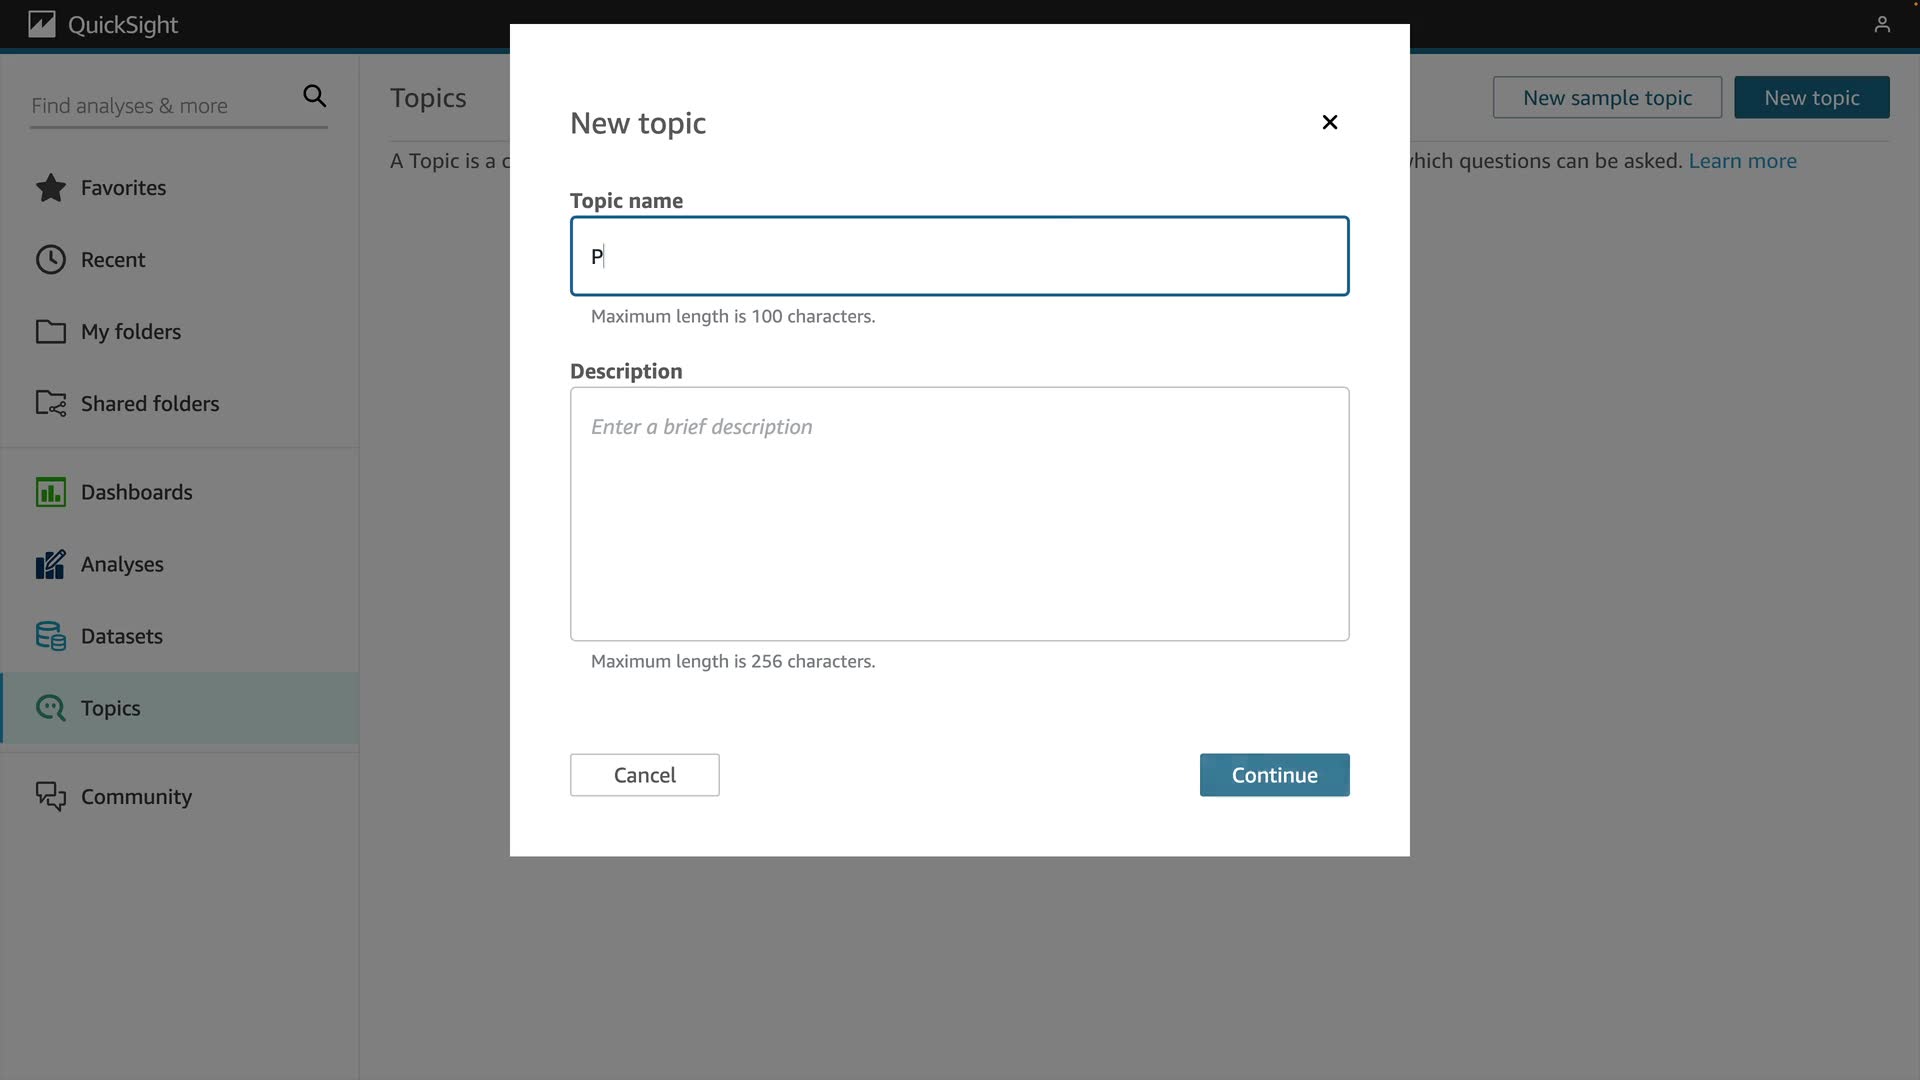 QuickSight
Find analyses & more
Favorites
Recent
My folders
Shared folders
Dashboards
Analyses
Datasets
Topics
Community
Topics
New sample topic
New topic
A Topic is a c
hich questions can be asked. Learn more
New topic
Topic name
P
Maximum length is 100 characters.
Description
Enter a brief description
Maximum length is 256 characters.
Cancel
Continue